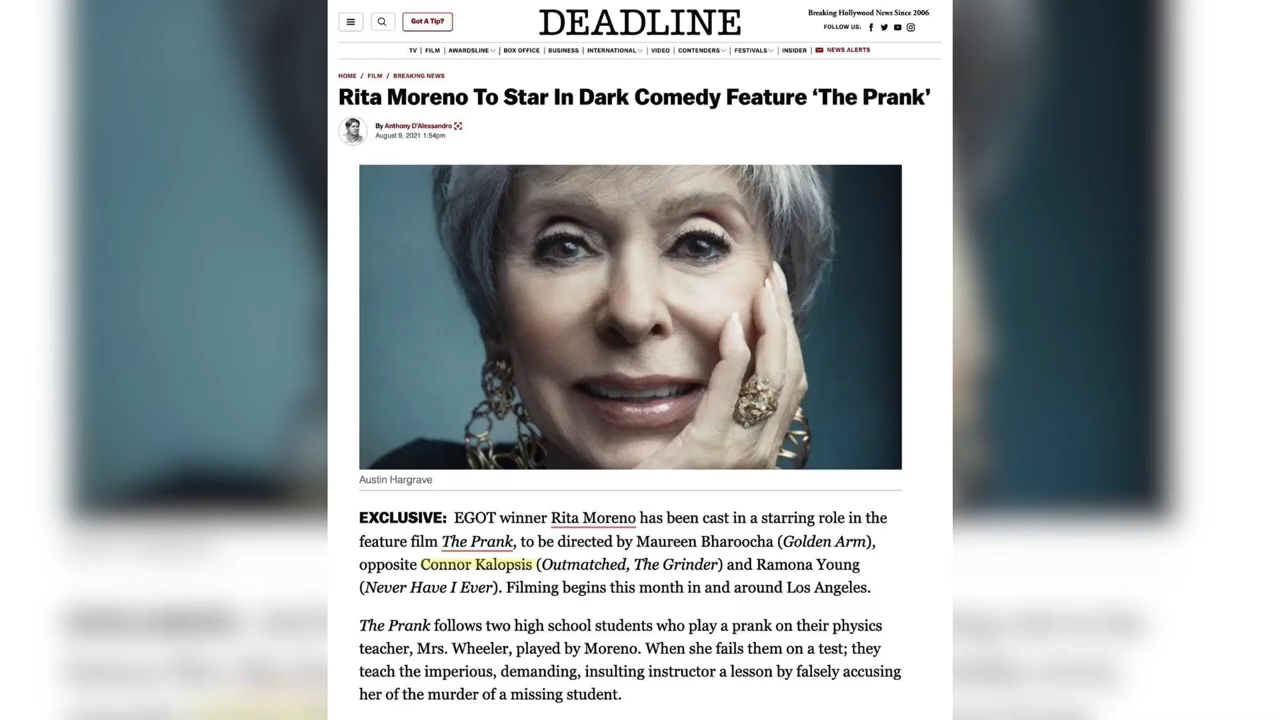 Got A Tip?
DEADLINE
Breaking Hollywood News Since 2006
FOLLOW US:
TV | FILM | AWARDSLINE | BOX OFFICE | BUSINESS | INTERNATIONAL | VIDEO | CONTENDERS | FESTIVALS | INSIDER | NEWS ALERTS
HOME / FILM / BREAKING NEWS
Rita Moreno To Star In Dark Comedy Feature ‘The Prank’
By Anthony D'Alessandro
August 9, 2021 1:54pm
Austin Hargrave
EXCLUSIVE: EGOT winner Rita Moreno has been cast in a starring role in the
feature film The Prank, to be directed by Maureen Bharoocha (Golden Arm),
opposite Connor Kalopsis (Outmatched, The Grinder) and Ramona Young
(Never Have I Ever). Filming begins this month in and around Los Angeles.
The Prank follows two high school students who play a prank on their physics
teacher, Mrs. Wheeler, played by Moreno. When she fails them on a test; they
teach the imperious, demanding, insulting instructor a lesson by falsely accusing
her of the murder of a missing student.